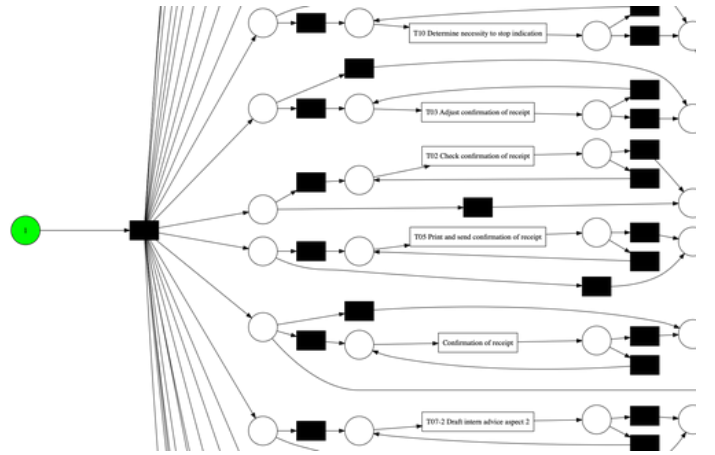 T10 Determine necessity to stop indication
T03 Adjust confirmation of receipt
T02 Check confirmation of receipt
T05 Print and send confirmation of receipt
Confirmation of receipt
T07-2 Draft intern advice aspect 2